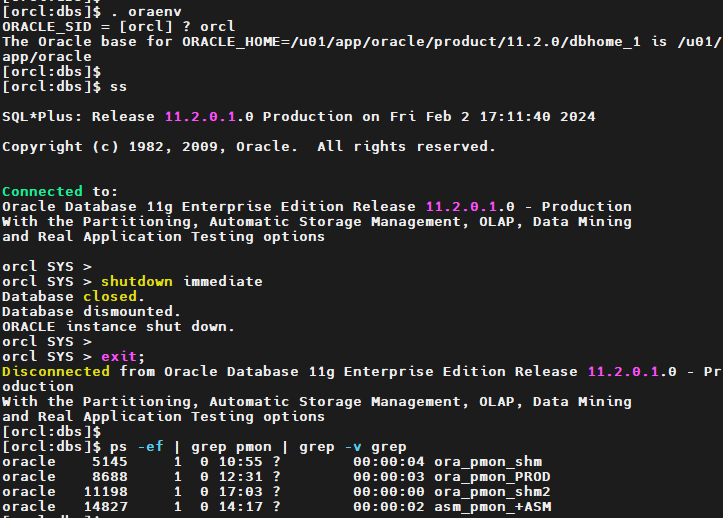 [orcl:dbs]$
[orcl:dbs]$ . oraenv
ORACLE_SID = [orcl] ? orcl
The Oracle base for ORACLE_HOME=/u01/app/oracle/product/11.2.0/dbhome_1 is /u01/
app/oracle
[orcl:dbs]$
[orcl:dbs]$ ss
SQL*Plus: Release 11.2.0.1.0 Production on Fri Feb 2 17:11:40 2024
Copyright (c) 1982, 2009, Oracle.  All rights reserved.
Connected to:
Oracle Database 11g Enterprise Edition Release 11.2.0.1.0 - Production
With the Partitioning, Automatic Storage Management, OLAP, Data Mining
and Real Application Testing options
orcl SYS >
orcl SYS > shutdown immediate
Database closed.
Database dismounted.
ORACLE instance shut down.
orcl SYS >
orcl SYS > exit;
Disconnected from Oracle Database 11g Enterprise Edition Release 11.2.0.1.0 - Pr
oduction
With the Partitioning, Automatic Storage Management, OLAP, Data Mining
and Real Application Testing options
[orcl:dbs]$
[orcl:dbs]$ ps -ef | grep pmon | grep -v grep
oracle    5145     1  0 10:55 ?        00:00:04 ora_pmon_shm
oracle    8688     1  0 12:31 ?        00:00:03 ora_pmon_PROD
oracle   11198     1  0 17:03 ?        00:00:00 ora_pmon_shm2
oracle   14827     1  0 14:17 ?        00:00:02 asm_pmon_+ASM
[orcl:dbs]$